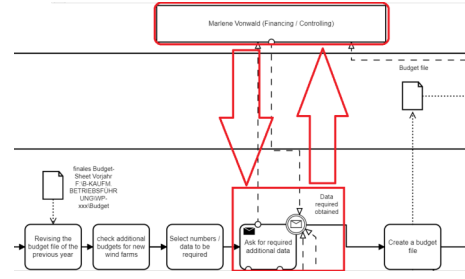 Marlene Vonwald (Financing / Controlling)
Budget file
finales Budget-
Sheet Vorjahr
F:\B-KAUFM.
BETRIEBSFÜHR
UNG\WP-
xxx\Budget
Data
required
obtained
Revising the
budget file of the
previous year
check additional
budgets for new
wind farms
Select numbers /
data to be
required
Ask for required
additional data
Create a budget
file